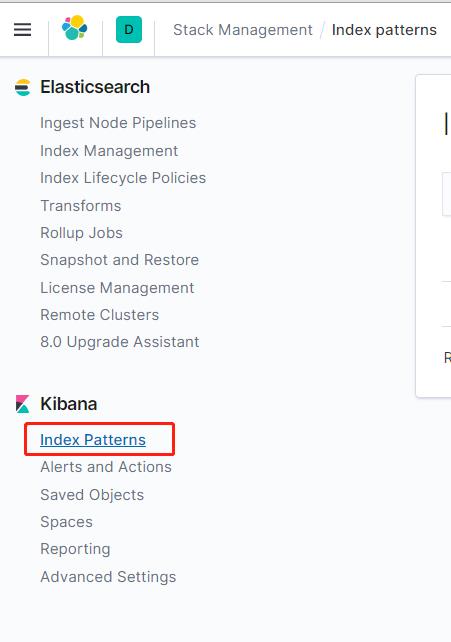 D Stack Management / Index patterns
Elasticsearch
Ingest Node Pipelines
Index Management
Index Lifecycle Policies
Transforms
Rollup Jobs
Snapshot and Restore
License Management
Remote Clusters
8.0 Upgrade Assistant
Kibana
Index Patterns
Alerts and Actions
Saved Objects
Spaces
Reporting
Advanced Settings